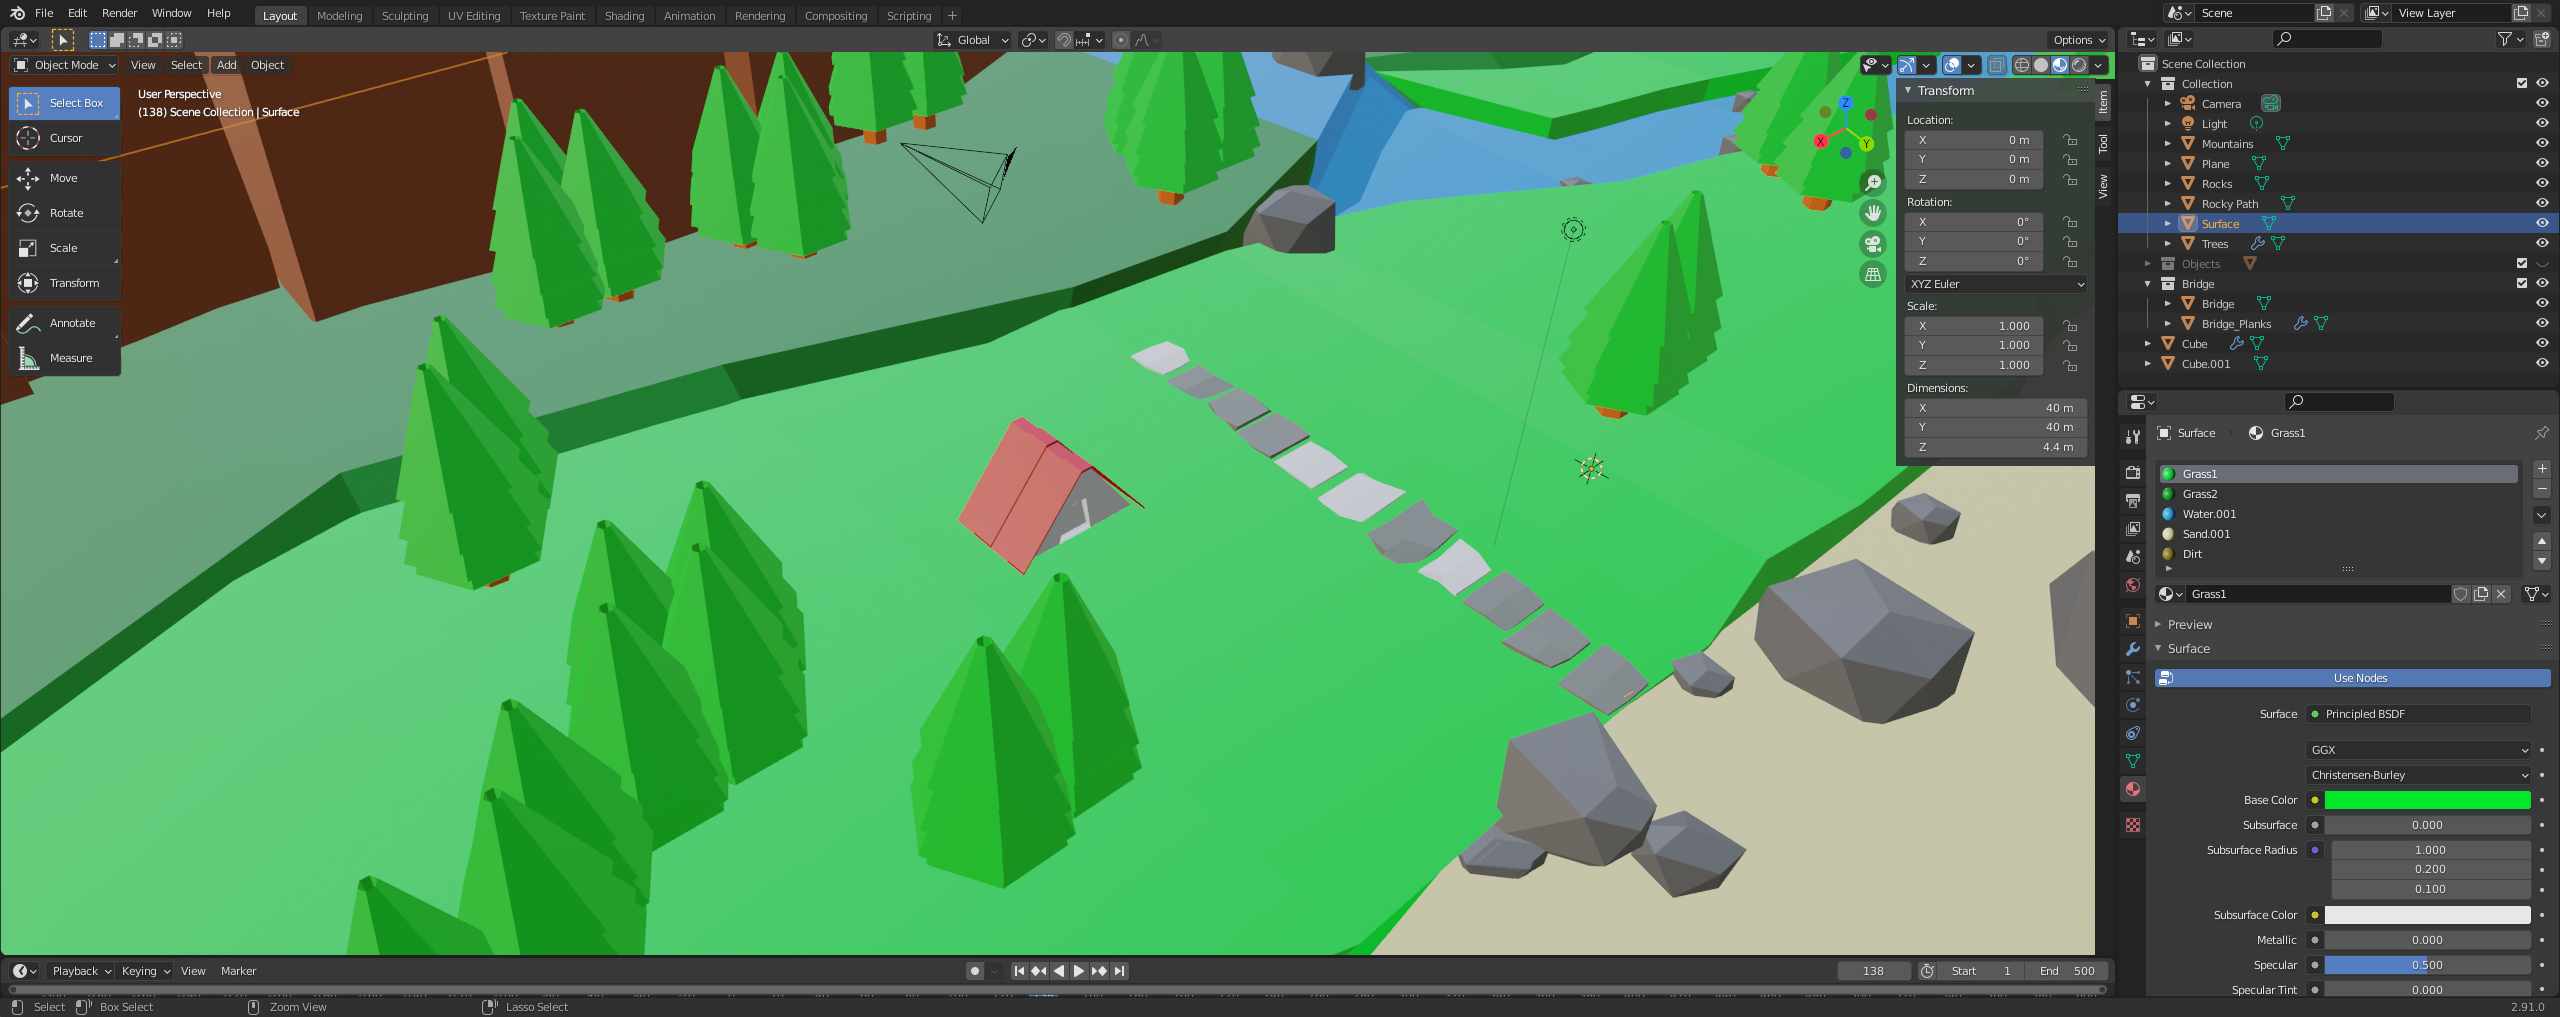 File Edit Render Window Help
Layout Modeling Sculpting UV Editing Texture Paint Shading Animation Rendering Compositing Scripting +
Scene
View Layer
Global
Options
Object Mode View Select Add Object
User Perspective
(138) Scene Collection | Surface
Select Box
Cursor
Move
Rotate
Scale
Transform
Annotate
Measure
Z
X
Y
Transform
Location:
X 0 m
Y 0 m
Z 0 m
Rotation:
X 0°
Y 0°
Z 0°
XYZ Euler
Scale:
X 1.000
Y 1.000
Z 1.000
Dimensions:
X 40 m
Y 40 m
Z 4.4 m
Item
Tool
View
Scene Collection
Collection
Camera
Light
Mountains
Plane
Rocks
Rocky Path
Surface
Trees
Objects
Bridge
Bridge
Bridge_Planks
Cube
Cube.001
Surface Grass1
Grass1
Grass2
Water.001
Sand.001
Dirt
Grass1
Preview
Surface
Use Nodes
Surface Principled BSDF
GGX
Christensen-Burley
Base Color
Subsurface 0.000
Subsurface Radius 1.000
0.200
0.100
Subsurface Color
Metallic 0.000
Specular 0.500
Specular Tint 0.000
Playback Keying View Marker
138 Start 1 End 500
Select Box Select Zoom View Lasso Select 2.91.0